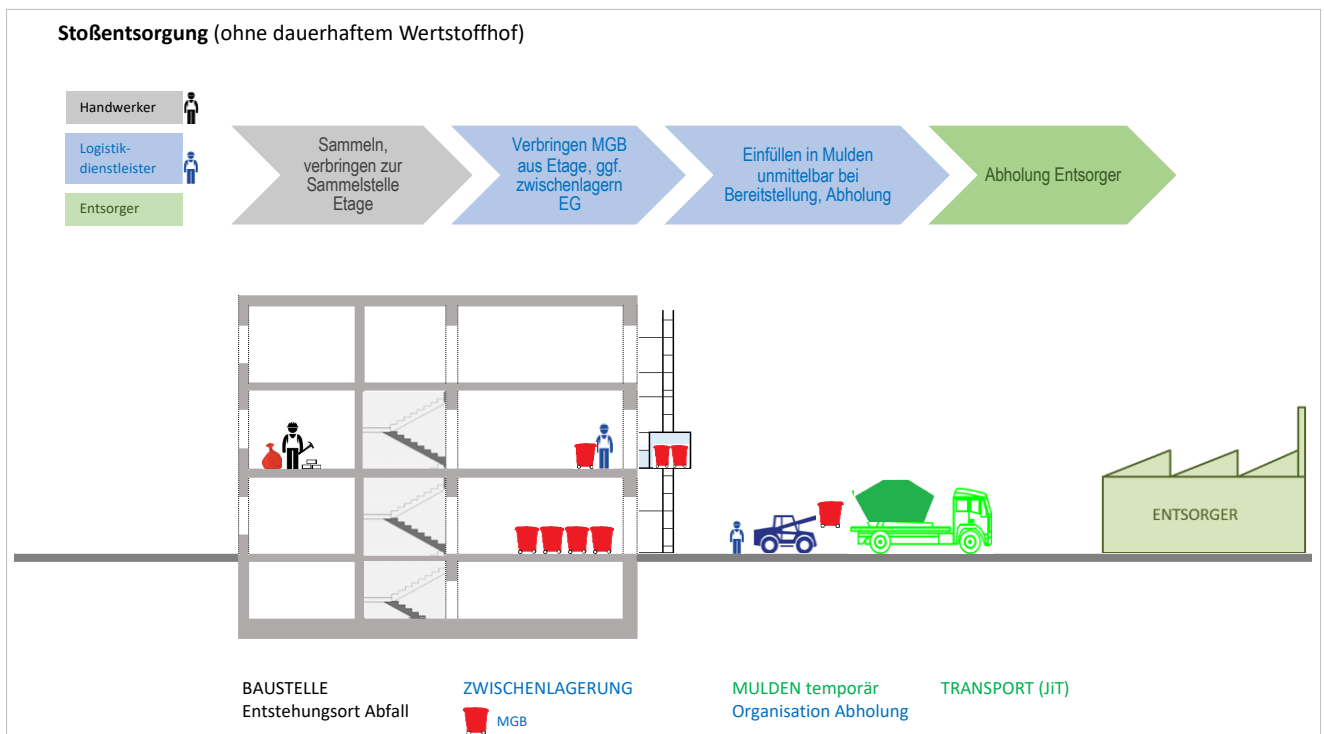 Stoßentsorgung (ohne dauerhaftem Wertstoffhof)
Handwerker
Logistik-
dienstleister
Entsorger
Sammeln,
verbringen zur
Sammelstelle
Etage
Verbringen MGB
aus Etage, ggf.
zwischenlagern
EG
Einfüllen in Mulden
unmittelbar bei
Bereitstellung, Abholung
Abholung Entsorger
ENTSORGER
BAUSTELLE
Entstehungsort Abfall
ZWISCHENLAGERUNG
MGB
MULDEN temporär
Organisation Abholung
TRANSPORT (JiT)